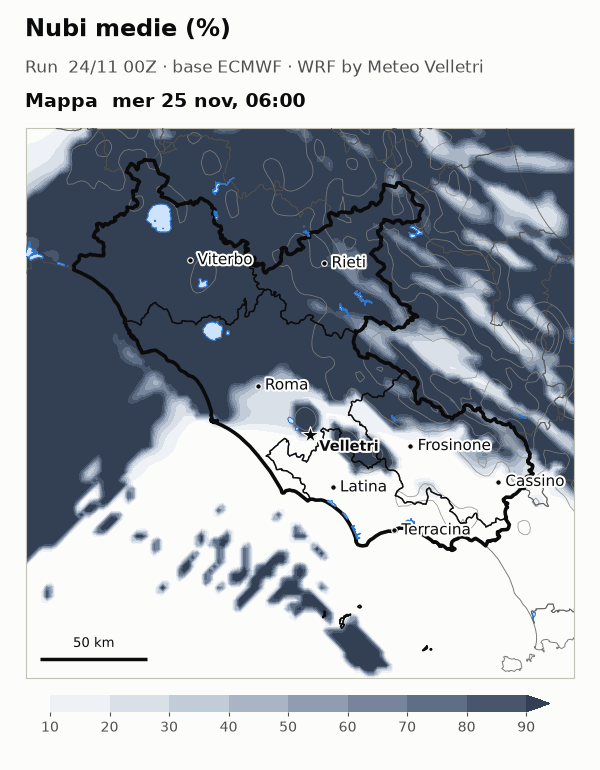 Nubi medie (%)
Run 24/11 00Z · base ECMWF · WRF by Meteo Velletri
Mappa mer 25 nov, 06:00
Viterbo
Rieti
Roma
Velletri
Frosinone
Cassino
Latina
Terracina
50 km
10 20 30 40 50 60 70 80 90